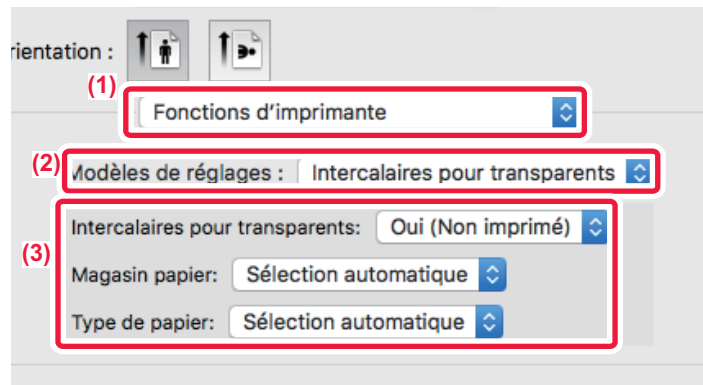 rientation :
(1)
Fonctions d'imprimante
(2) Modèles de réglages : Intercalaires pour transparents
Intercalaires pour transparents: Oui (Non imprimé)
(3)
Magasin papier: Sélection automatique
Type de papier: Sélection automatique